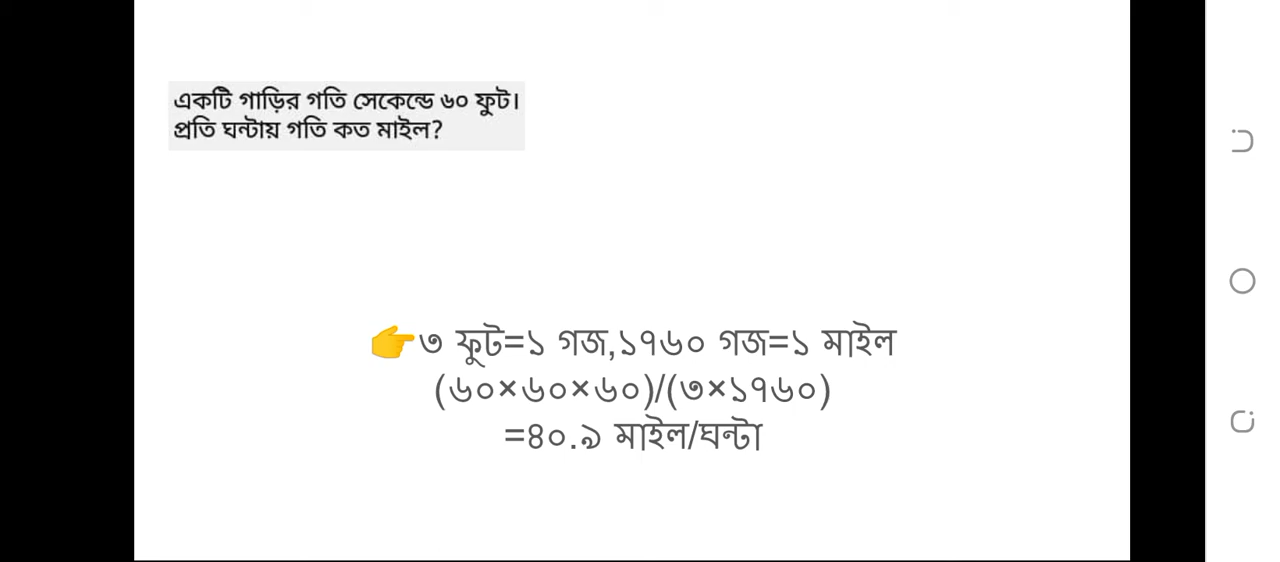 একটি গাড়ির গতি সেকেন্ডে ৬০ ফুট।
প্রতি ঘন্টায় গতি কত মাইল?
👉৩ ফুট=১ গজ,১৭৬০ গজ=১ মাইল
(৬০×৬০×৬০)/(৩×১৭৬০)
=৪০.৯ মাইল/ঘন্টা